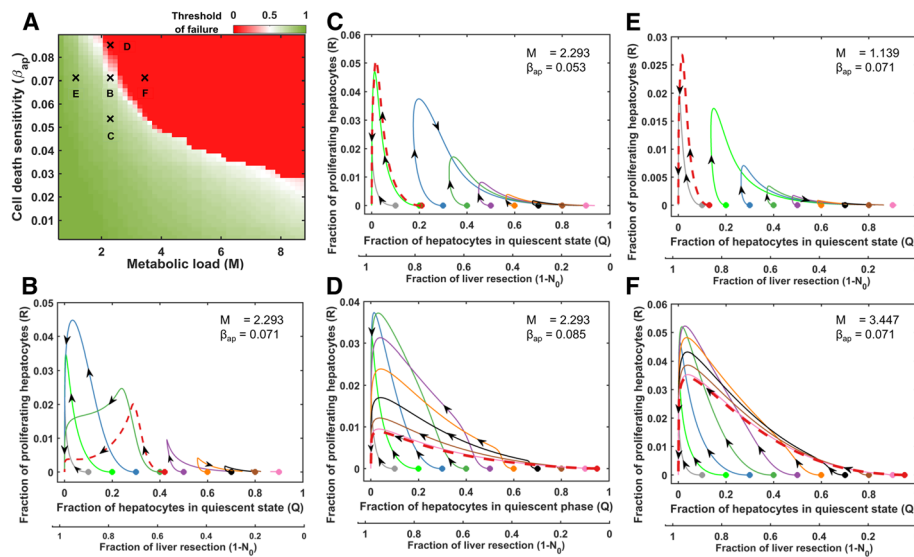 A
Threshold of failure
0 0.5 1
Cell death sensitivity (βap)
0.09
0.08
0.07
0.06
0.05
0.04
0.03
0.02
0.01
D
E B F
C
2 4 6 8
Metabolic load (M)
C
M = 2.293
βap = 0.053
Fraction of proliferating hepatocytes (R)
0.06
0.05
0.04
0.03
0.02
0.01
0
0 0.2 0.4 0.6 0.8 1
Fraction of hepatocytes in quiescent state (Q)
1 0.8 0.6 0.4 0.2 0
Fraction of liver resection (1-N0)
E
M = 1.139
βap = 0.071
Fraction of proliferating hepatocytes (R)
0.03
0.025
0.02
0.015
0.01
0.005
0
0 0.2 0.4 0.6 0.8 1
Fraction of hepatocytes in quiescent state (Q)
1 0.8 0.6 0.4 0.2 0
Fraction of liver resection (1-N0)
B
M = 2.293
βap = 0.071
Fraction of proliferating hepatocytes (R)
0.05
0.04
0.03
0.02
0.01
0
0 0.2 0.4 0.6 0.8 1
Fraction of hepatocytes in quiescent state (Q)
1 0.8 0.6 0.4 0.2 0
Fraction of liver resection (1-N0)
D
M = 2.293
βap = 0.085
Fraction of proliferating hepatocytes (R)
0.04
0.03
0.02
0.01
0
0 0.2 0.4 0.6 0.8 1
Fraction of hepatocytes in quiescent phase (Q)
1 0.8 0.6 0.4 0.2 0
Fraction of liver resection (1-N0)
F
M = 3.447
βap = 0.071
Fraction of proliferating hepatocytes (R)
0.06
0.05
0.04
0.03
0.02
0.01
0
0 0.2 0.4 0.6 0.8 1
Fraction of hepatocytes in quiescent state (Q)
1 0.8 0.6 0.4 0.2 0
Fraction of liver resection (1-N0)